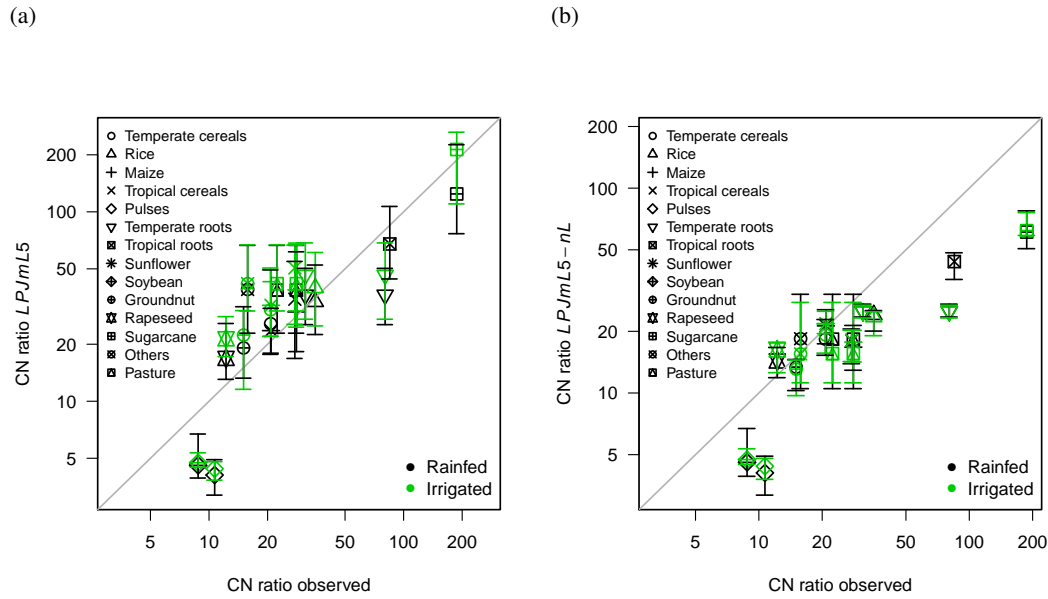 (a)
CN ratio LPJmL5
200
100
50
20
10
5
Temperate cereals
Rice
Maize
Tropical cereals
Pulses
Temperate roots
Tropical roots
Sunflower
Soybean
Groundnut
Rapeseed
Sugarcane
Others
Pasture
Rainfed
Irrigated
5 10 20 50 100 200
CN ratio observed
(b)
CN ratio LPJmL5−nL
200
100
50
20
10
5
Temperate cereals
Rice
Maize
Tropical cereals
Pulses
Temperate roots
Tropical roots
Sunflower
Soybean
Groundnut
Rapeseed
Sugarcane
Others
Pasture
Rainfed
Irrigated
5 10 20 50 100 200
CN ratio observed